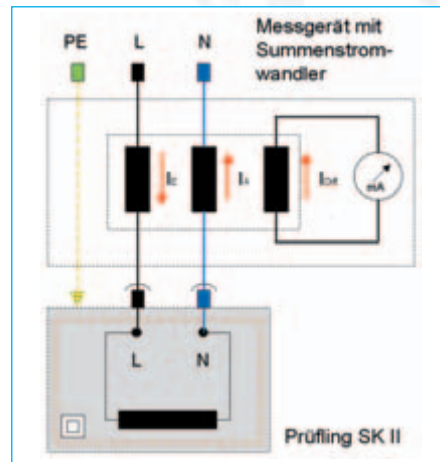 PE L N
Messgerät mit
Summenstrom-
wandler
mA
L N
Prüfling SK II